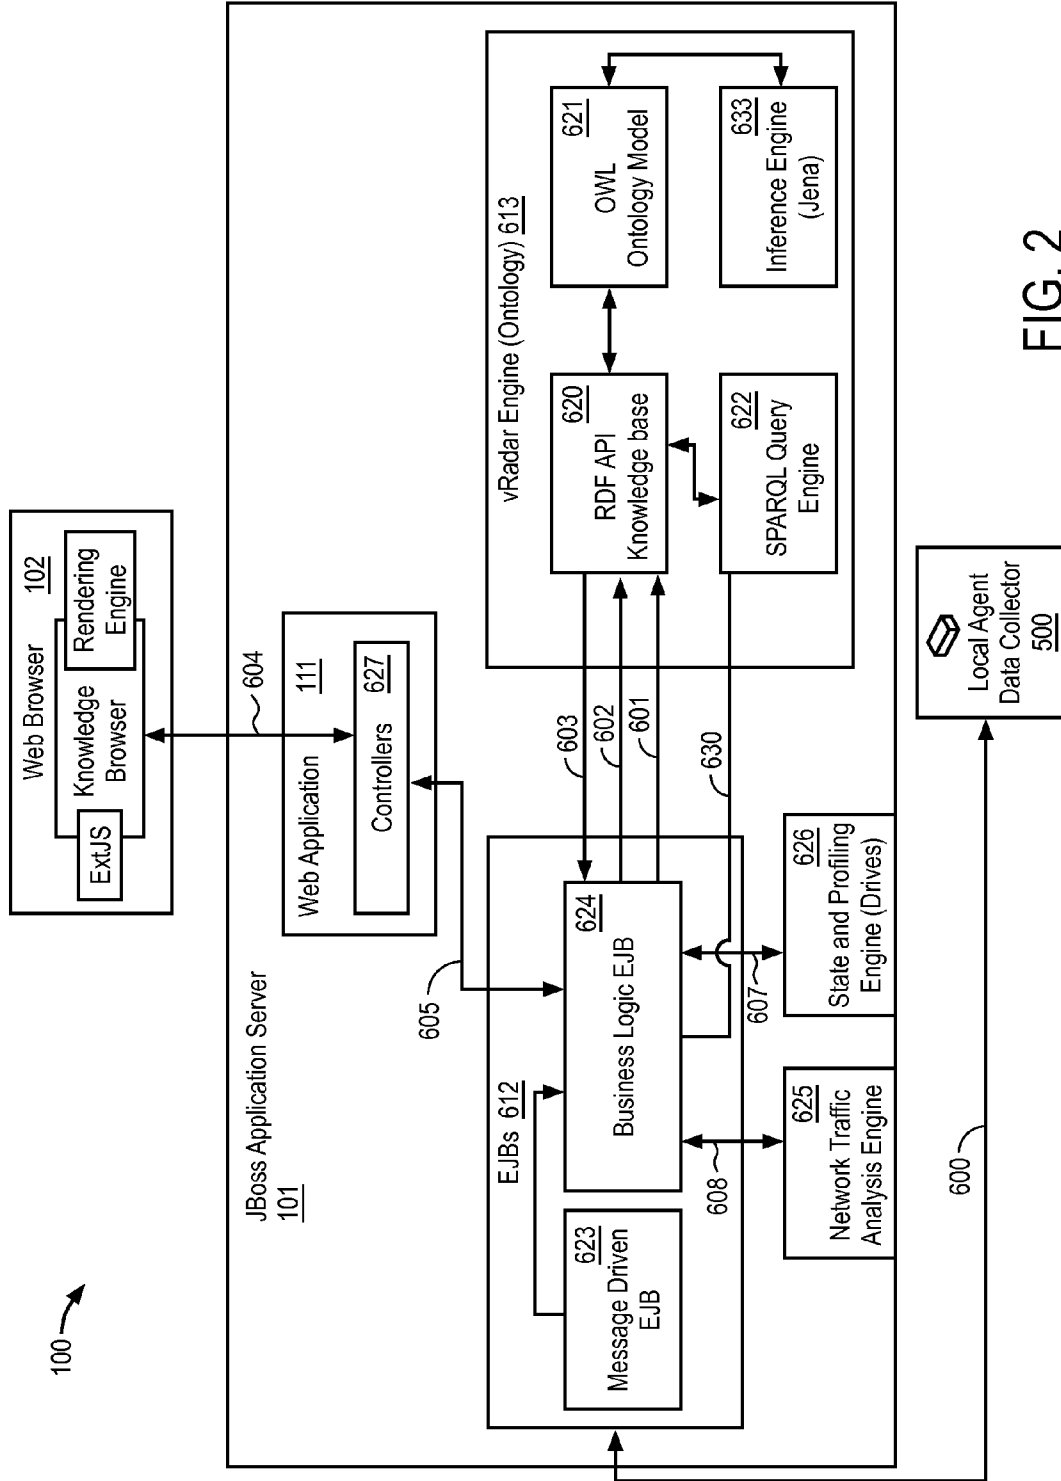 100
Web Browser
102
ExtJS
Knowledge
Browser
Rendering
Engine
604
JBoss Application Server
101
Web Application
111
Controllers
627
605
EJBs 612
623
Message Driven
EJB
624
Business Logic EJB
603
602
601
630
608
607
625
Network Traffic
Analysis Engine
626
State and Profiling
Engine (Drives)
vRadar Engine (Ontology) 613
620
RDF API
Knowledge base
621
OWL
Ontology Model
622
SPARQL Query
Engine
633
Inference Engine
(Jena)
600
Local Agent
Data Collector
500
FIG. 2